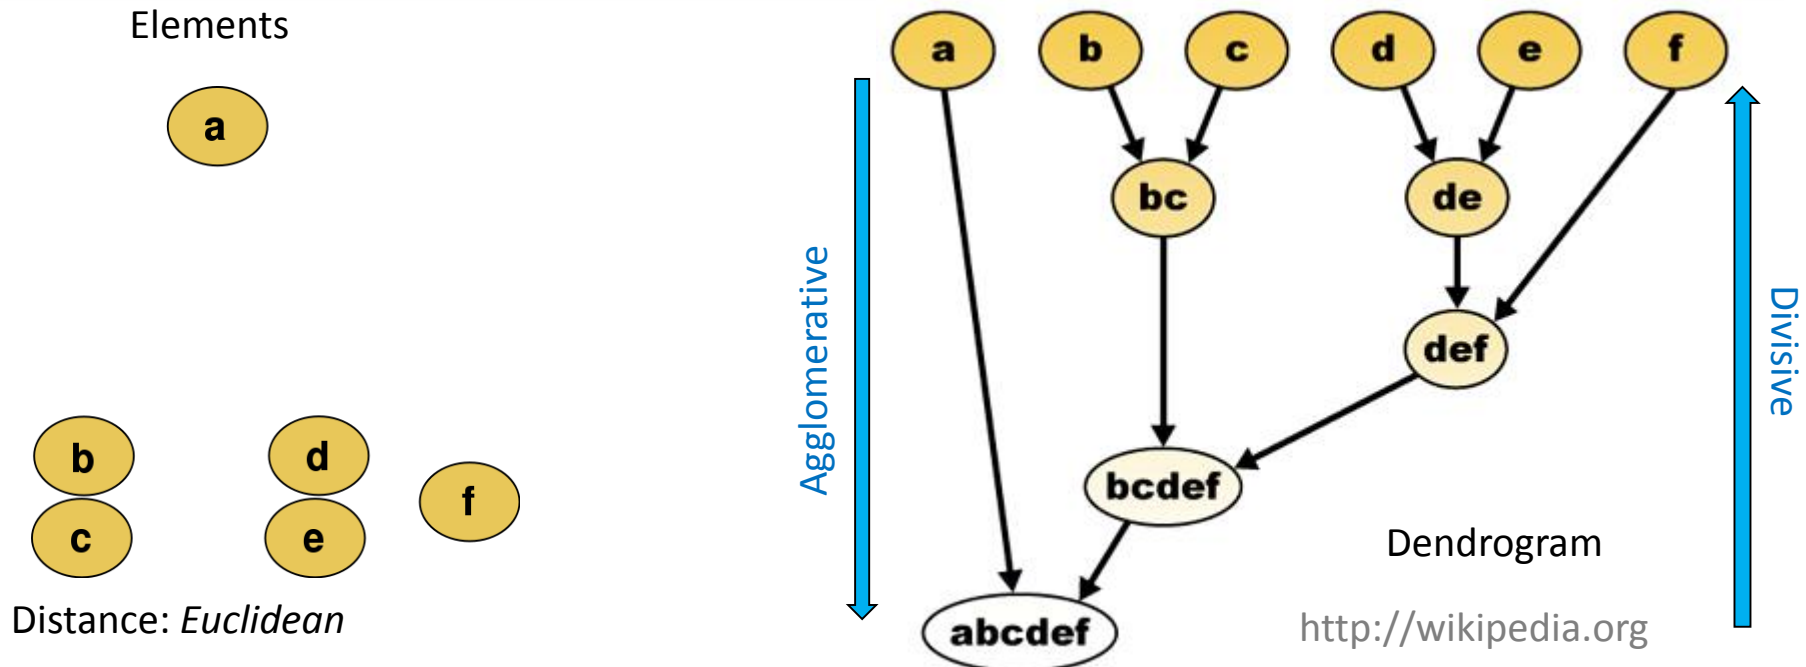 Elements
a
b
c
d
e
f
Distance: Euclidean
a b c d e f
bc de
def
bcdef
abcdef
Agglomerative
Divisive
Dendrogram
http://wikipedia.org